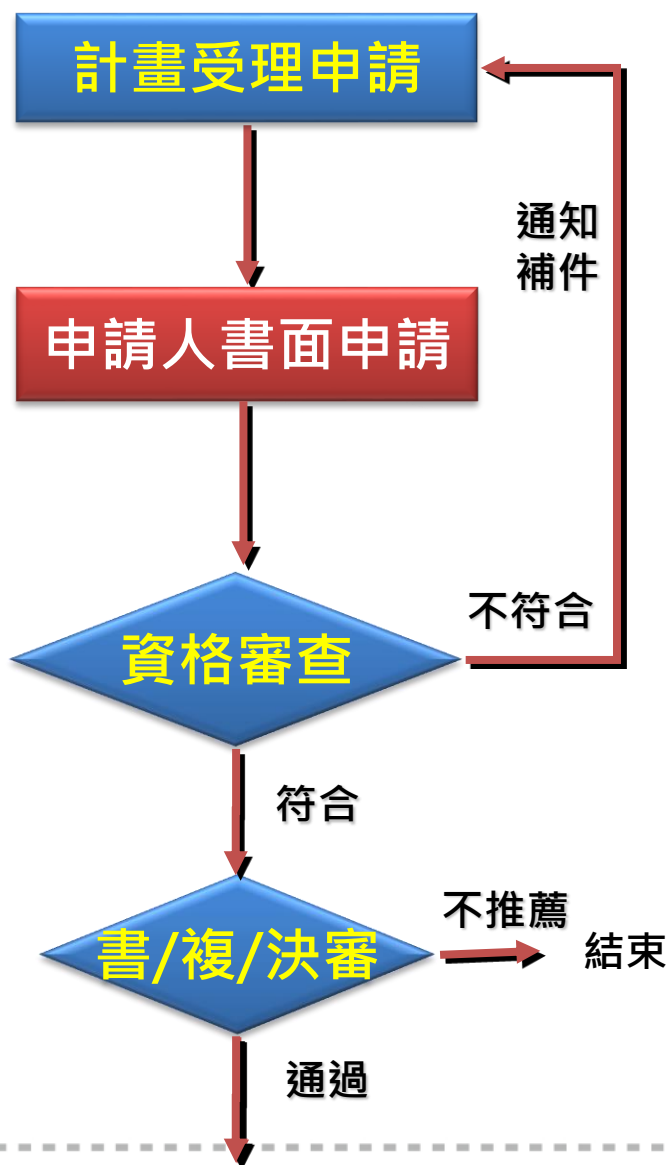 計畫受理申請
通知
補件
申請人書面申請
不符合
資格審查
符合
不推薦
書/複/決審
結束
通過